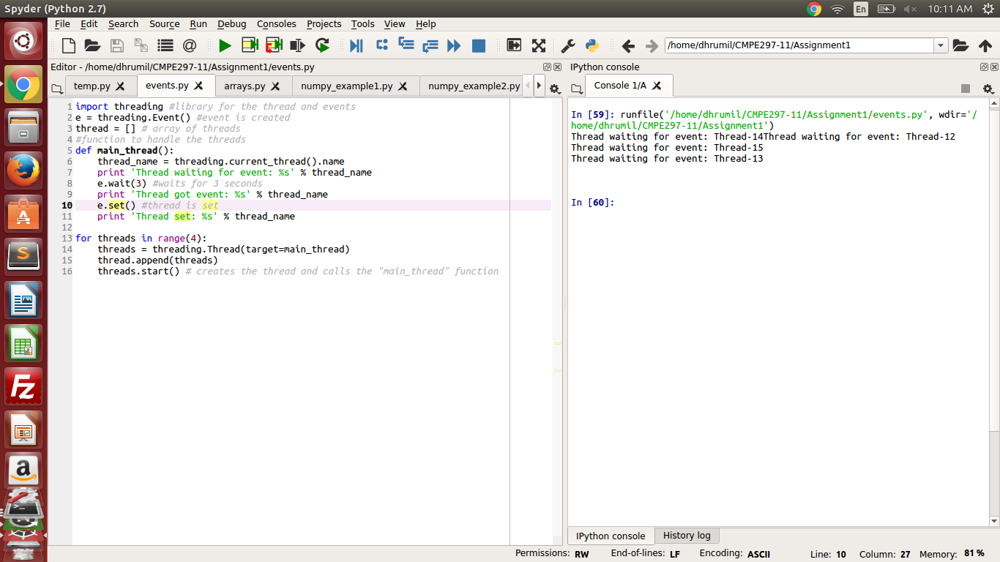 Spyder (Python 2.7)
En
10:11 AM
File Edit Search Source Run Debug Consoles Projects Tools View Help
@
/home/dhrumil/CMPE297-11/Assignment1
Editor - /home/dhrumil/CMPE297-11/Assignment1/events.py
temp.py events.py arrays.py numpy_example1.py numpy_example2.py
1 import threading #library for the thread and events
2 e = threading.Event() #event is created
3 thread = [] # array of threads
4 #function to handle the threads
5 def main_thread():
6     thread_name = threading.current_thread().name
7     print 'Thread waiting for event: %s' % thread_name
8     e.wait(3) #waits for 3 seconds
9     print 'Thread got event: %s' % thread_name
10     e.set() #thread is set
11     print 'Thread set: %s' % thread_name
12
13 for threads in range(4):
14     threads = threading.Thread(target=main_thread)
15     thread.append(threads)
16     threads.start() # creates the thread and calls the "main_thread" function
IPython console
Console 1/A
In [59]: runfile('/home/dhrumil/CMPE297-11/Assignment1/events.py', wdir='/
home/dhrumil/CMPE297-11/Assignment1')
Thread waiting for event: Thread-14Thread waiting for event: Thread-12
Thread waiting for event: Thread-15
Thread waiting for event: Thread-13
In [60]:
IPython console History log
Permissions: RW End-of-lines: LF Encoding: ASCII Line: 10 Column: 27 Memory: 81 %
S
Fz
a